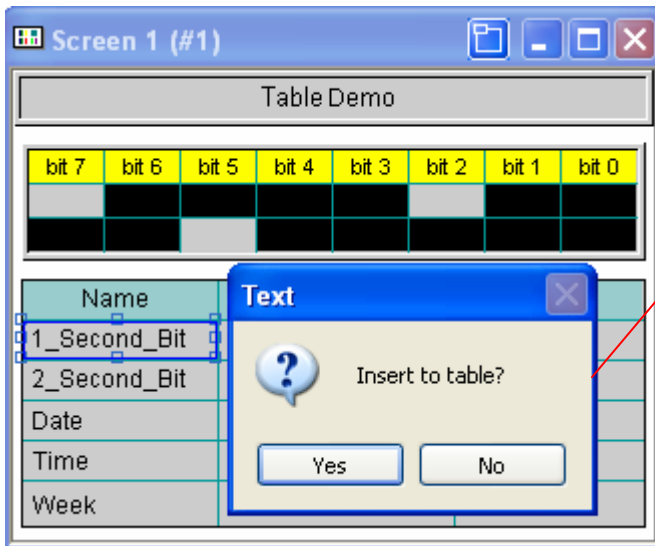 Screen 1 (#1)
Table Demo
bit 7 bit 6 bit 5 bit 4 bit 3 bit 2 bit 1 bit 0
Name
1_Second_Bit
2_Second_Bit
Date
Time
Week
Text
Insert to table?
Yes No